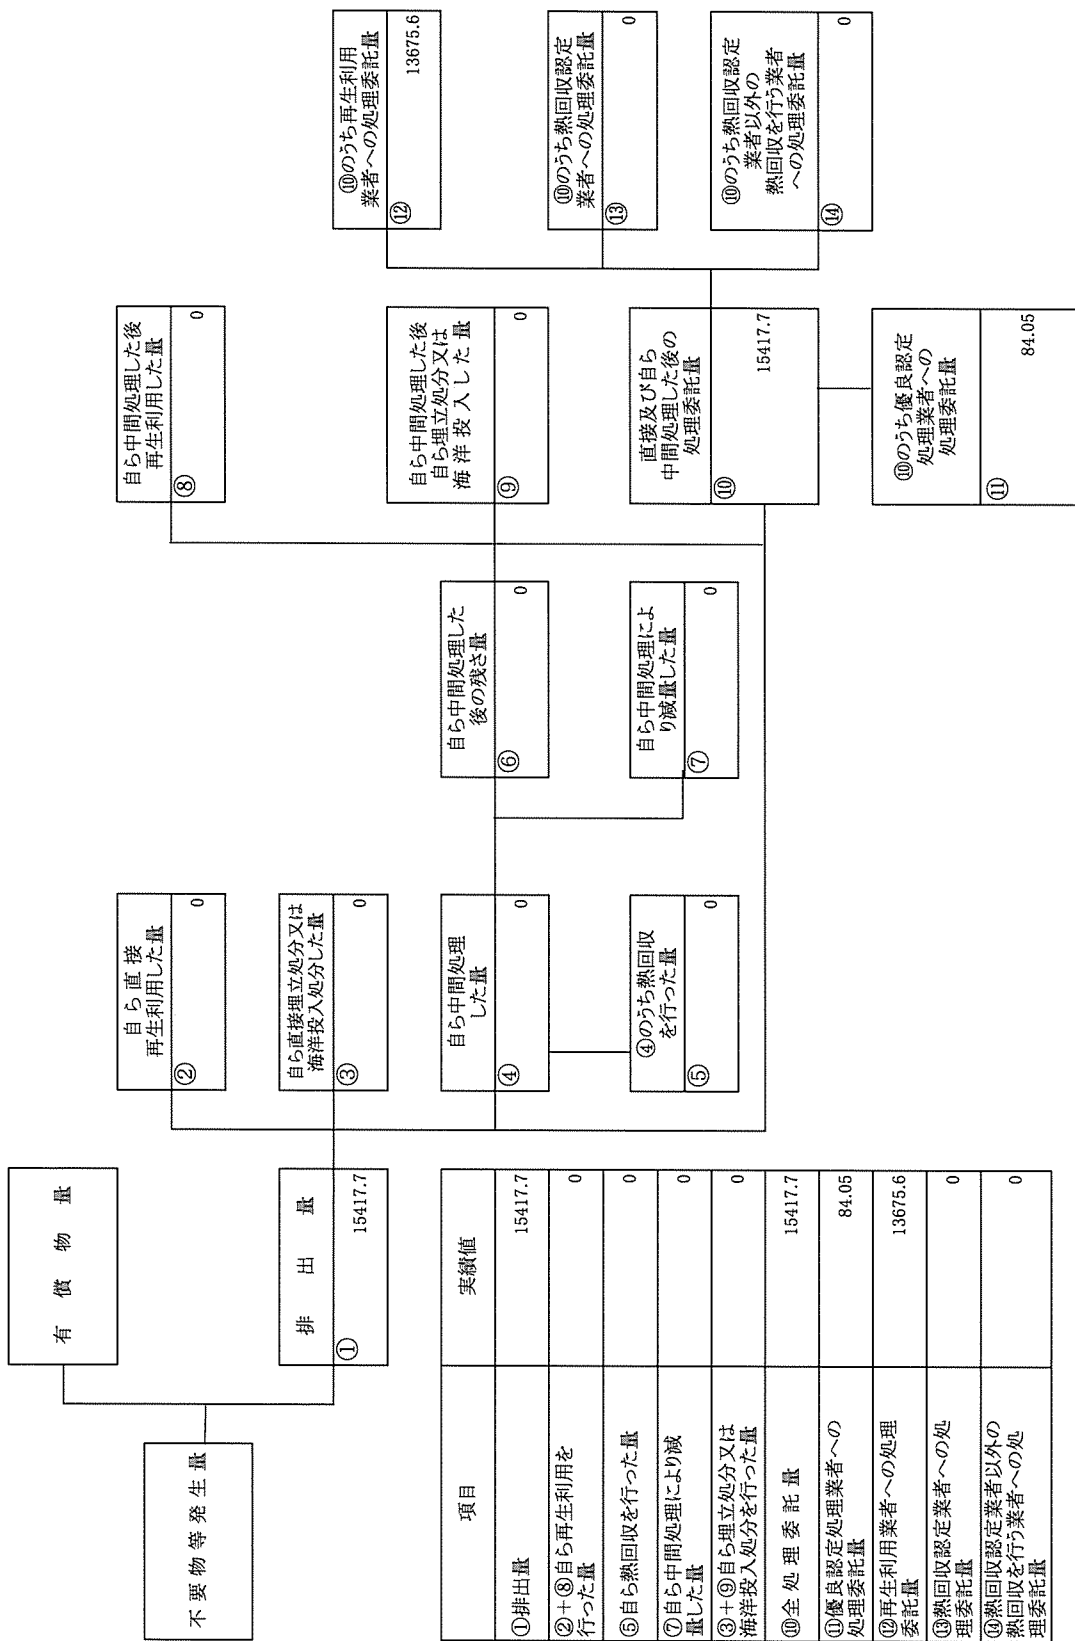 不要物等発生量
有償物量
排出量
①
15417.7
自ら直接
再生利用した量
②
0
自ら直接埋立処分又は
海洋投入処分した量
③
0
自ら中間処理
した量
④
0
④のうち熱回収
を行った量
⑤
0
自ら中間処理した
後の残さ量
⑥
0
自ら中間処理によ
り減量した量
⑦
0
自ら中間処理した後
再生利用した量
⑧
0
自ら中間処理した後
自ら埋立処分又は
海洋投入した量
⑨
0
直接及び自ら
中間処理した後の
処理委託量
⑩
15417.7
⑩のうち優良認定
処理業者への
処理委託量
⑪
84.05
⑩のうち再生利用
業者への処理委託量
⑫
13675.6
⑩のうち熱回収認定
業者への処理委託量
⑬
0
⑩のうち熱回収認定
業者以外の
熱回収を行う業者
への処理委託量
⑭
0
項目 実績値
①排出量 15417.7
②+⑧自ら再生利用を
行った量 0
⑤自ら熱回収を行った量 0
⑦自ら中間処理により減
量した量 0
③+⑨自ら埋立処分又は
海洋投入処分を行った量 0
⑩全処理委託量 15417.7
⑪優良認定処理業者への
処理委託量 84.05
⑫再生利用業者への処理
委託量 13675.6
⑬熱回収認定業者への処
理委託量 0
⑭熱回収認定業者以外の
熱回収を行う業者への処
理委託量 0